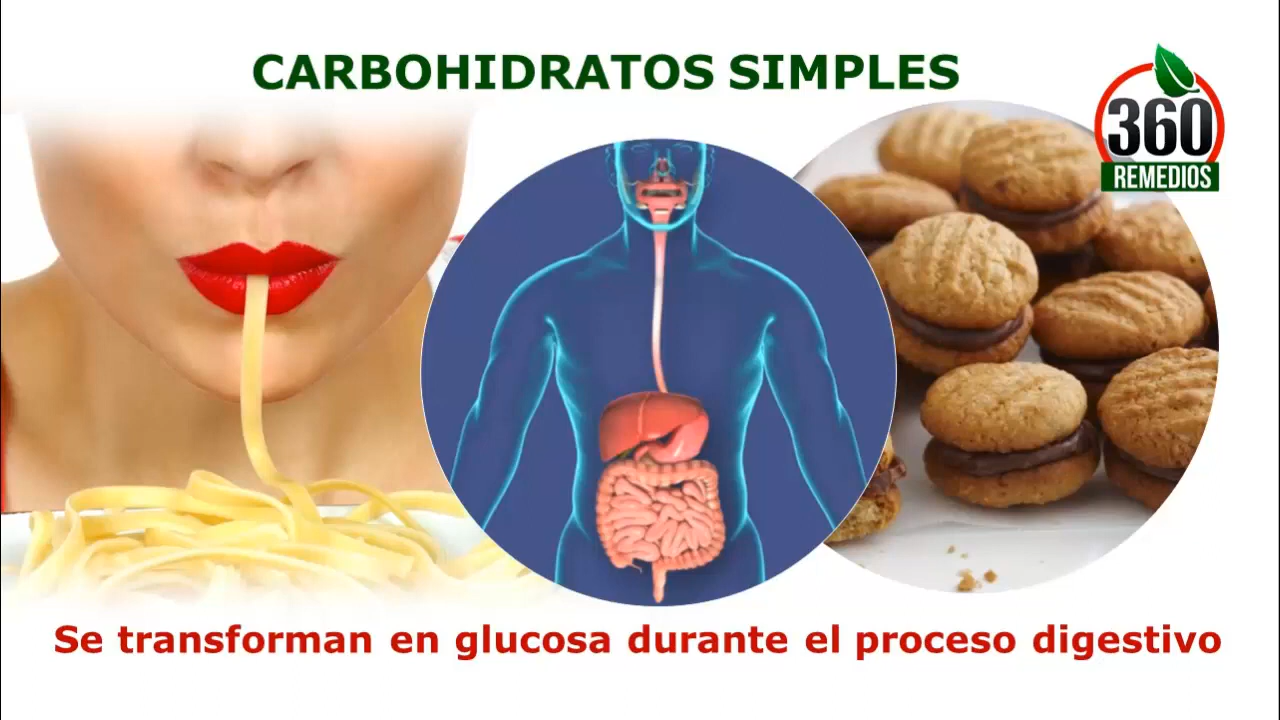 CARBOHIDRATOS SIMPLES
360
REMEDIOS
Se transforman en glucosa durante el proceso digestivo